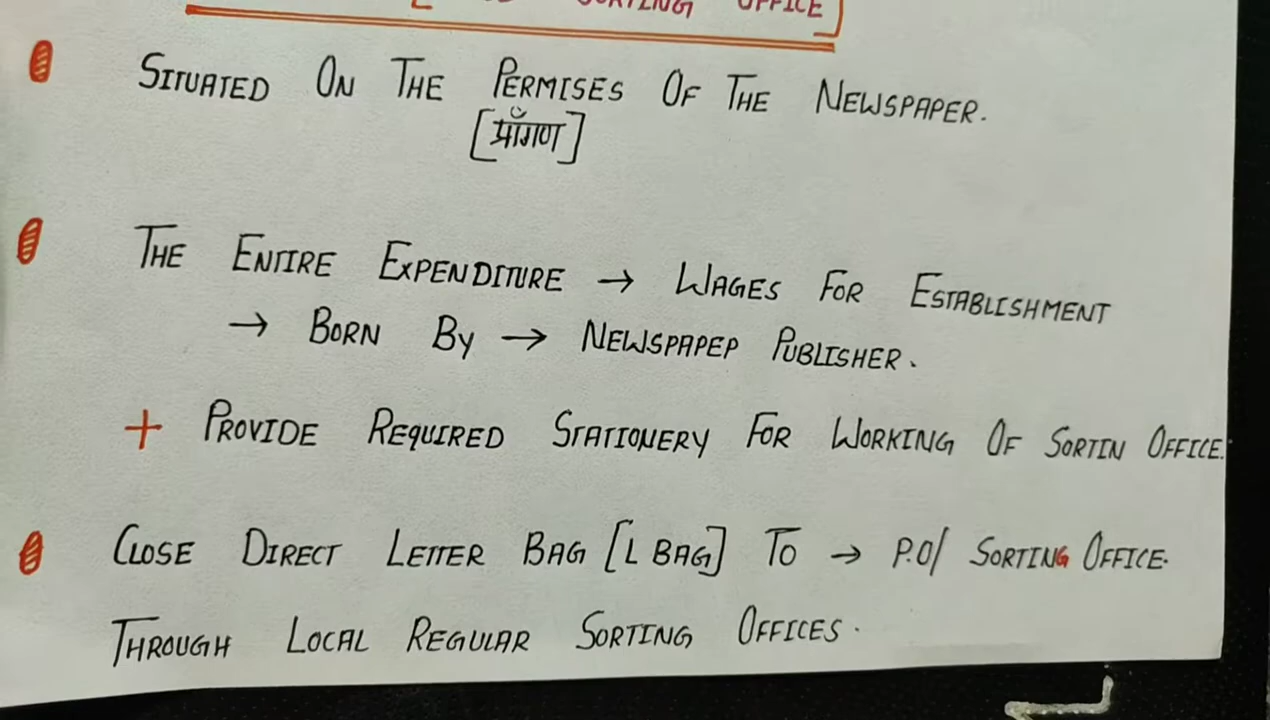 SORTING OFFICE]
SITUATED ON THE PERMISES OF THE NEWSPAPER.
[प्राँगण]
THE ENTIRE EXPENDITURE → WAGES FOR ESTABLISHMENT
→ BORN BY → NEWSPAPEP PUBLISHER.
+ PROVIDE REQUIRED STATIONERY FOR WORKING OF SORTIN OFFICE.
CLOSE DIRECT LETTER BAG [L BAG] TO → P.O/ SORTING OFFICE.
THROUGH LOCAL REGULAR SORTING OFFICES.